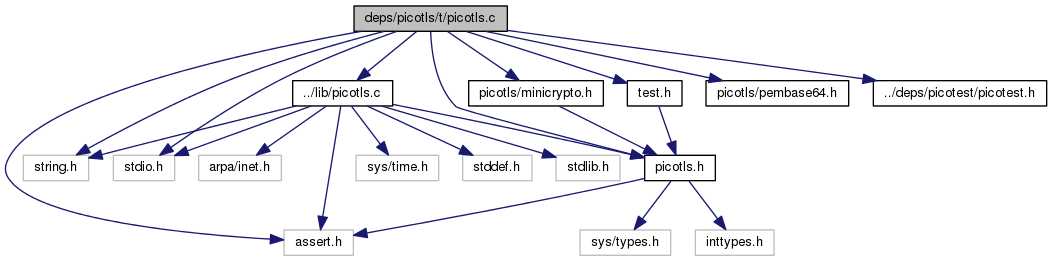 deps/picotls/t/picotls.c
../lib/picotls.c
picotls/minicrypto.h
test.h
picotls/pembase64.h
../deps/picotest/picotest.h
string.h
stdio.h
arpa/inet.h
sys/time.h
stddef.h
stdlib.h
picotls.h
assert.h
sys/types.h
inttypes.h